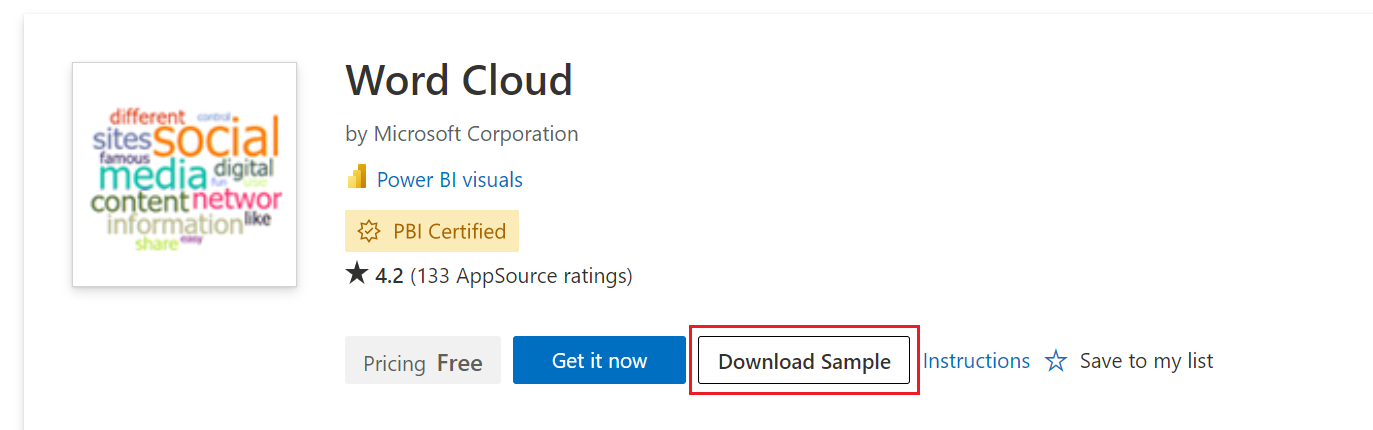 Word Cloud
by Microsoft Corporation
Power BI visuals
PBI Certified
4.2 (133 AppSource ratings)
Pricing Free Get it now Download Sample Instructions Save to my list
different control
sites social
famous
media digital
fun
content networ
information like
share easy